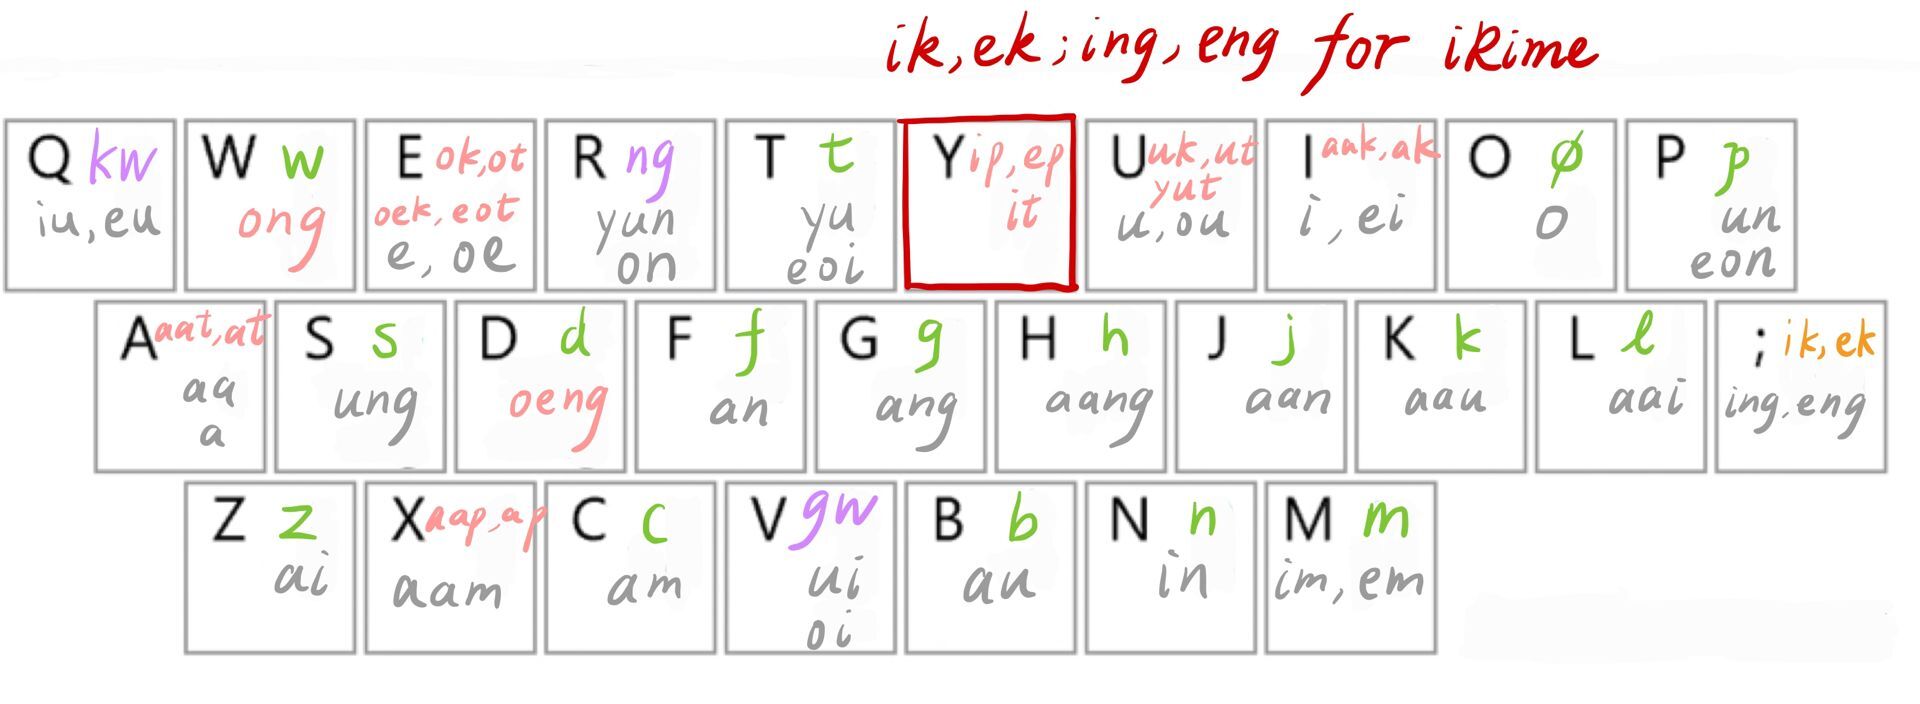 ik,ek;ing,eng for iRime
Q kw W w E ok,ot R ng T t Y ip,ep U uk,ut I aak,ak O ø P p
iu,eu ong oek,eot yun yu it yut i,ei o un
e,oe on eoi u,ou eon
A aat,at S s D d F f G g H h J j K k L l ; ik,ek
aa ung oeng an ang aang aan aau aai ing,eng
a
Z z X aap,ap C c V gw B b N n M m
ai aam am ui au in im,em
oi